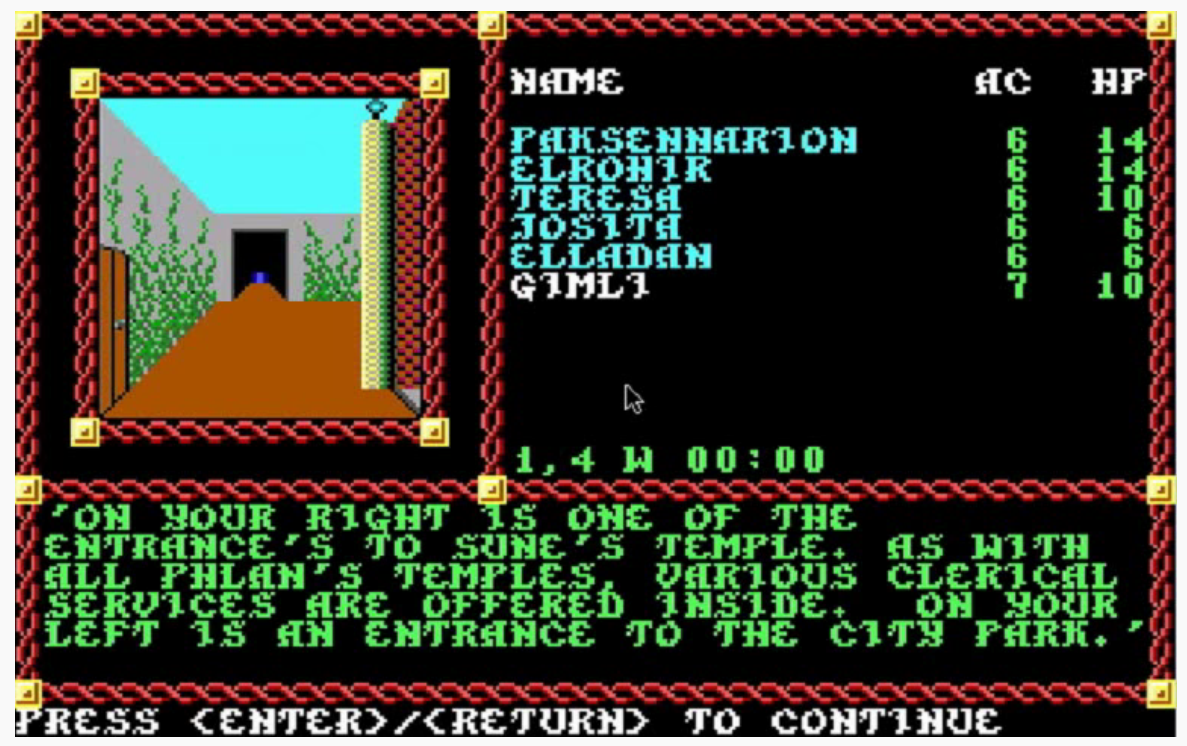 NAME AC HP
PAKSENNARION 6 14
ELROHIR 6 14
TERESA 6 10
JOSITA 6 6
ELLADAN 6 6
GIMLI 7 10
1,4 W 00:00
'ON YOUR RIGHT IS ONE OF THE
ENTRANCE'S TO SUNE'S TEMPLE. AS WITH
ALL PHLAN'S TEMPLES, VARIOUS CLERICAL
SERVICES ARE OFFERED INSIDE. ON YOUR
LEFT IS AN ENTRANCE TO THE CITY PARK.'
PRESS <ENTER>/<RETURN> TO CONTINUE